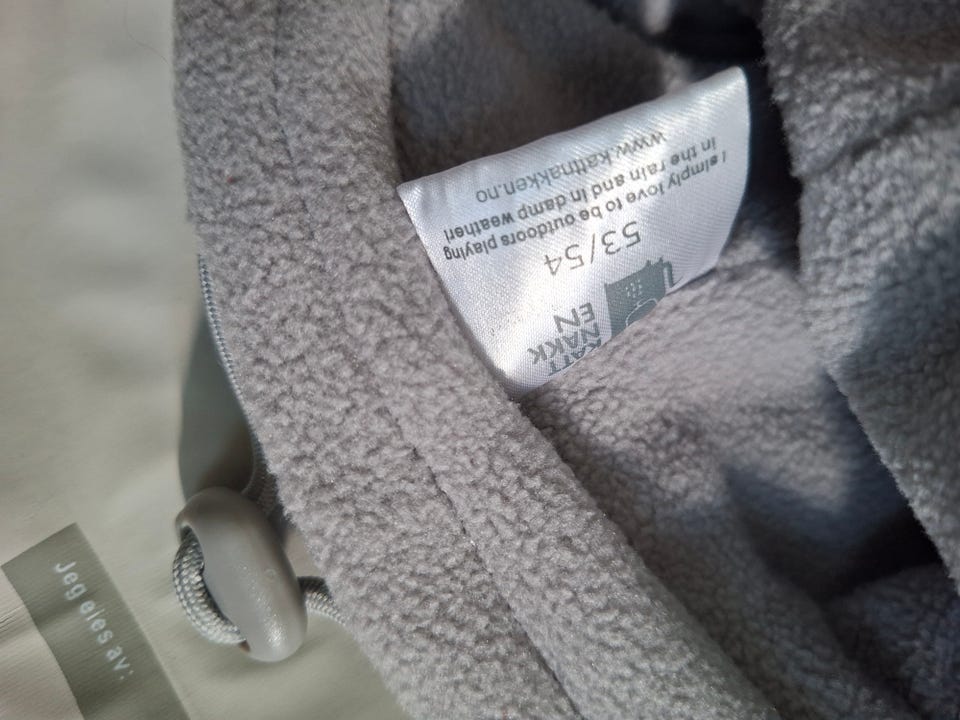 KATT
NAKK
EN
53/54
I simply love to be outdoors playing
in the rain and in damp weather!
www.kattnakken.no
Jeg eies av: